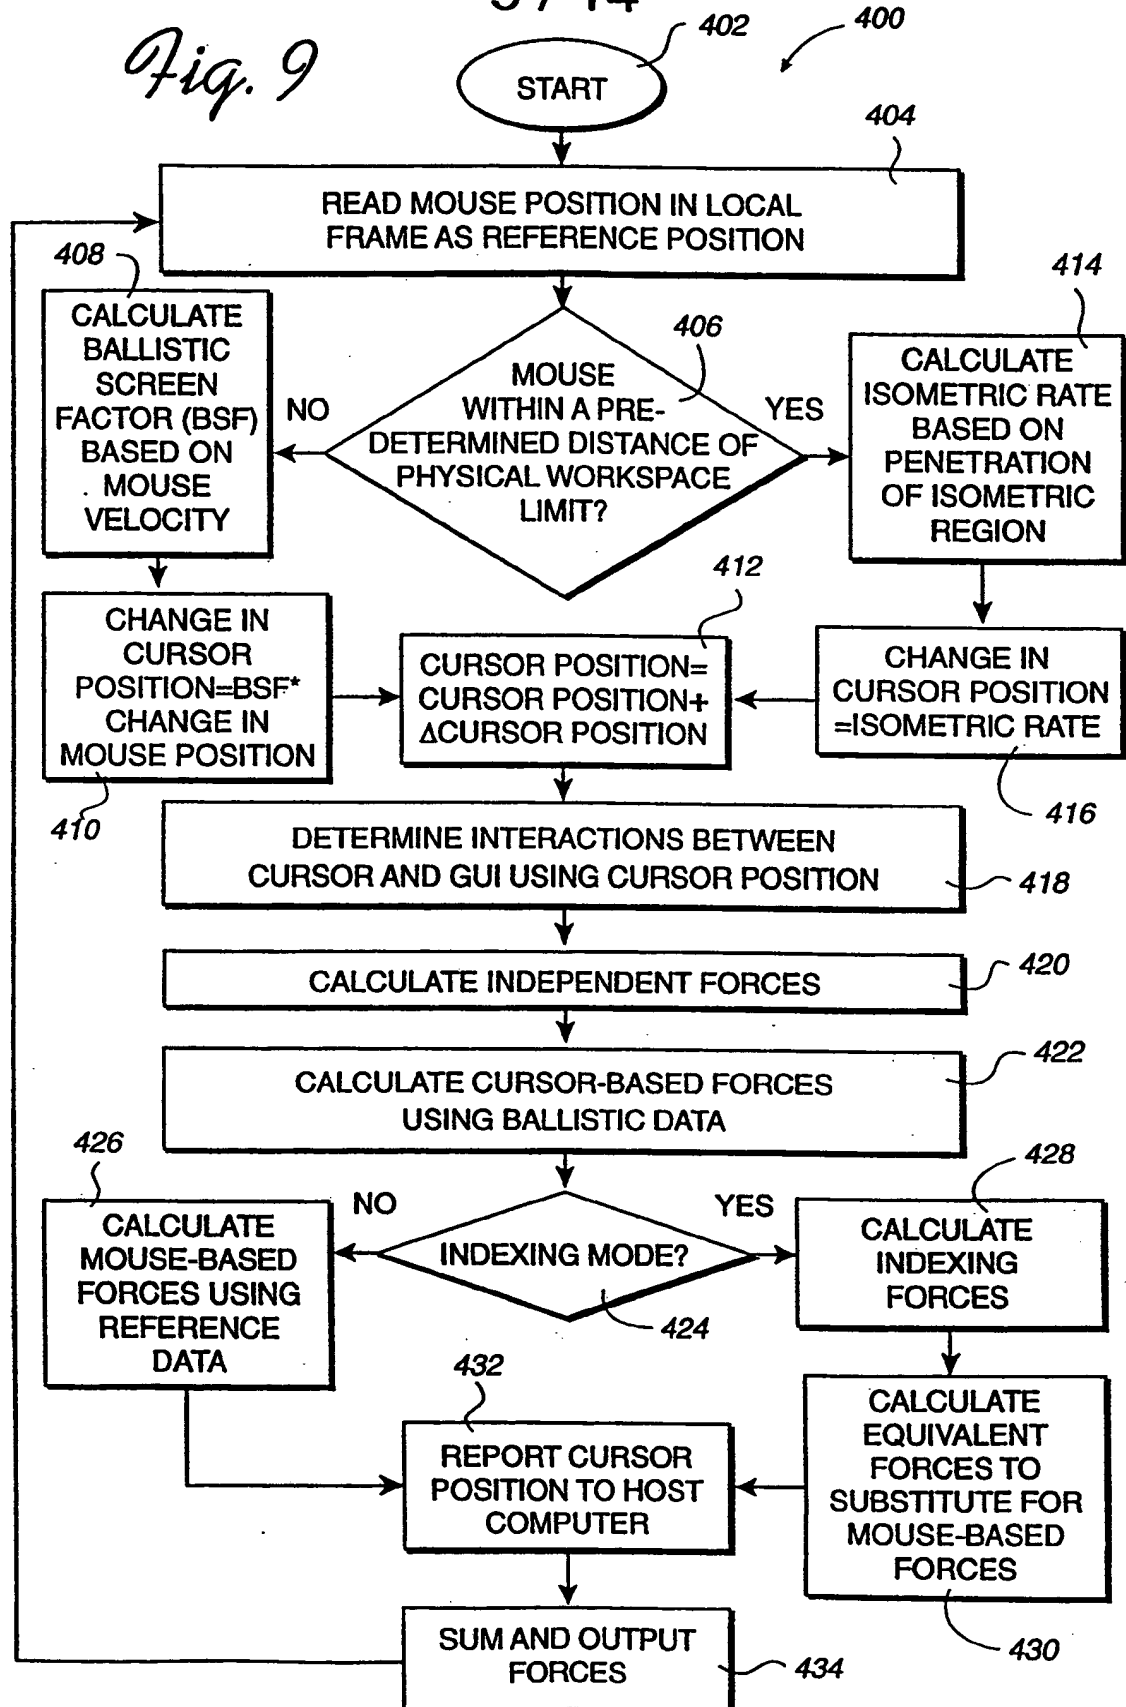 Fig. 9
402
400
START
404
READ MOUSE POSITION IN LOCAL
FRAME AS REFERENCE POSITION
408
CALCULATE
BALLISTIC
SCREEN
FACTOR (BSF)
BASED ON
MOUSE
VELOCITY
NO
406
MOUSE
WITHIN A PRE-
DETERMINED DISTANCE OF
PHYSICAL WORKSPACE
LIMIT?
YES
414
CALCULATE
ISOMETRIC RATE
BASED ON
PENETRATION
OF ISOMETRIC
REGION
CHANGE IN
CURSOR
POSITION=BSF*
CHANGE IN
MOUSE POSITION
410
412
CURSOR POSITION=
CURSOR POSITION+
ΔCURSOR POSITION
CHANGE IN
CURSOR POSITION
=ISOMETRIC RATE
416
DETERMINE INTERACTIONS BETWEEN
CURSOR AND GUI USING CURSOR POSITION
418
CALCULATE INDEPENDENT FORCES
420
CALCULATE CURSOR-BASED FORCES
USING BALLISTIC DATA
422
426
CALCULATE
MOUSE-BASED
FORCES USING
REFERENCE
DATA
NO
INDEXING MODE?
YES
424
428
CALCULATE
INDEXING
FORCES
432
REPORT CURSOR
POSITION TO HOST
COMPUTER
CALCULATE
EQUIVALENT
FORCES TO
SUBSTITUTE FOR
MOUSE-BASED
FORCES
430
SUM AND OUTPUT
FORCES
434